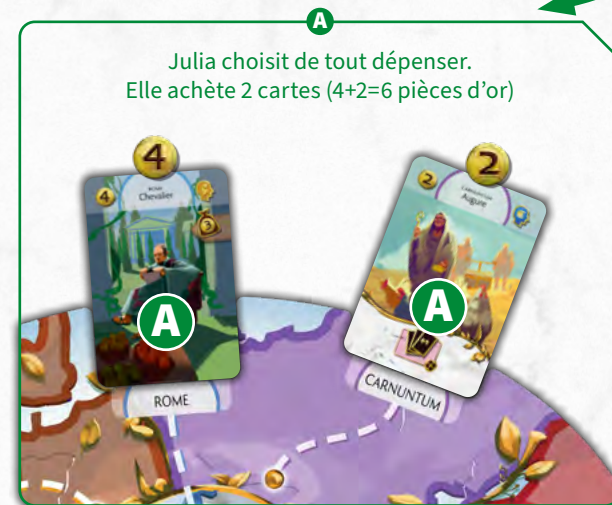 A
Julia choisit de tout dépenser.
Elle achète 2 cartes (4+2=6 pièces d’or)
4
2
4
Chevalier
3
2
Augure
A
A
ROME
CARNUNTUM